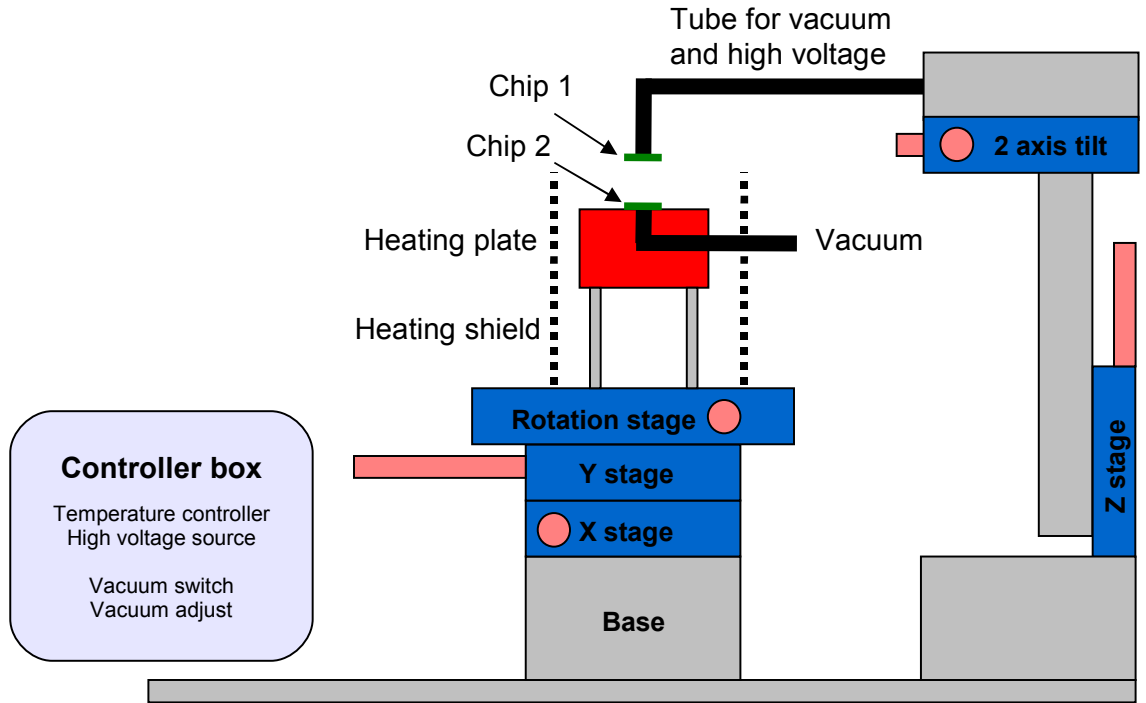 Tube for vacuum
and high voltage
Chip 1
2 axis tilt
Chip 2
Heating plate
Vacuum
Heating shield
Rotation stage
Y stage
Z stage
X stage
Controller box
Temperature controller
High voltage source
Vacuum switch
Vacuum adjust
Base